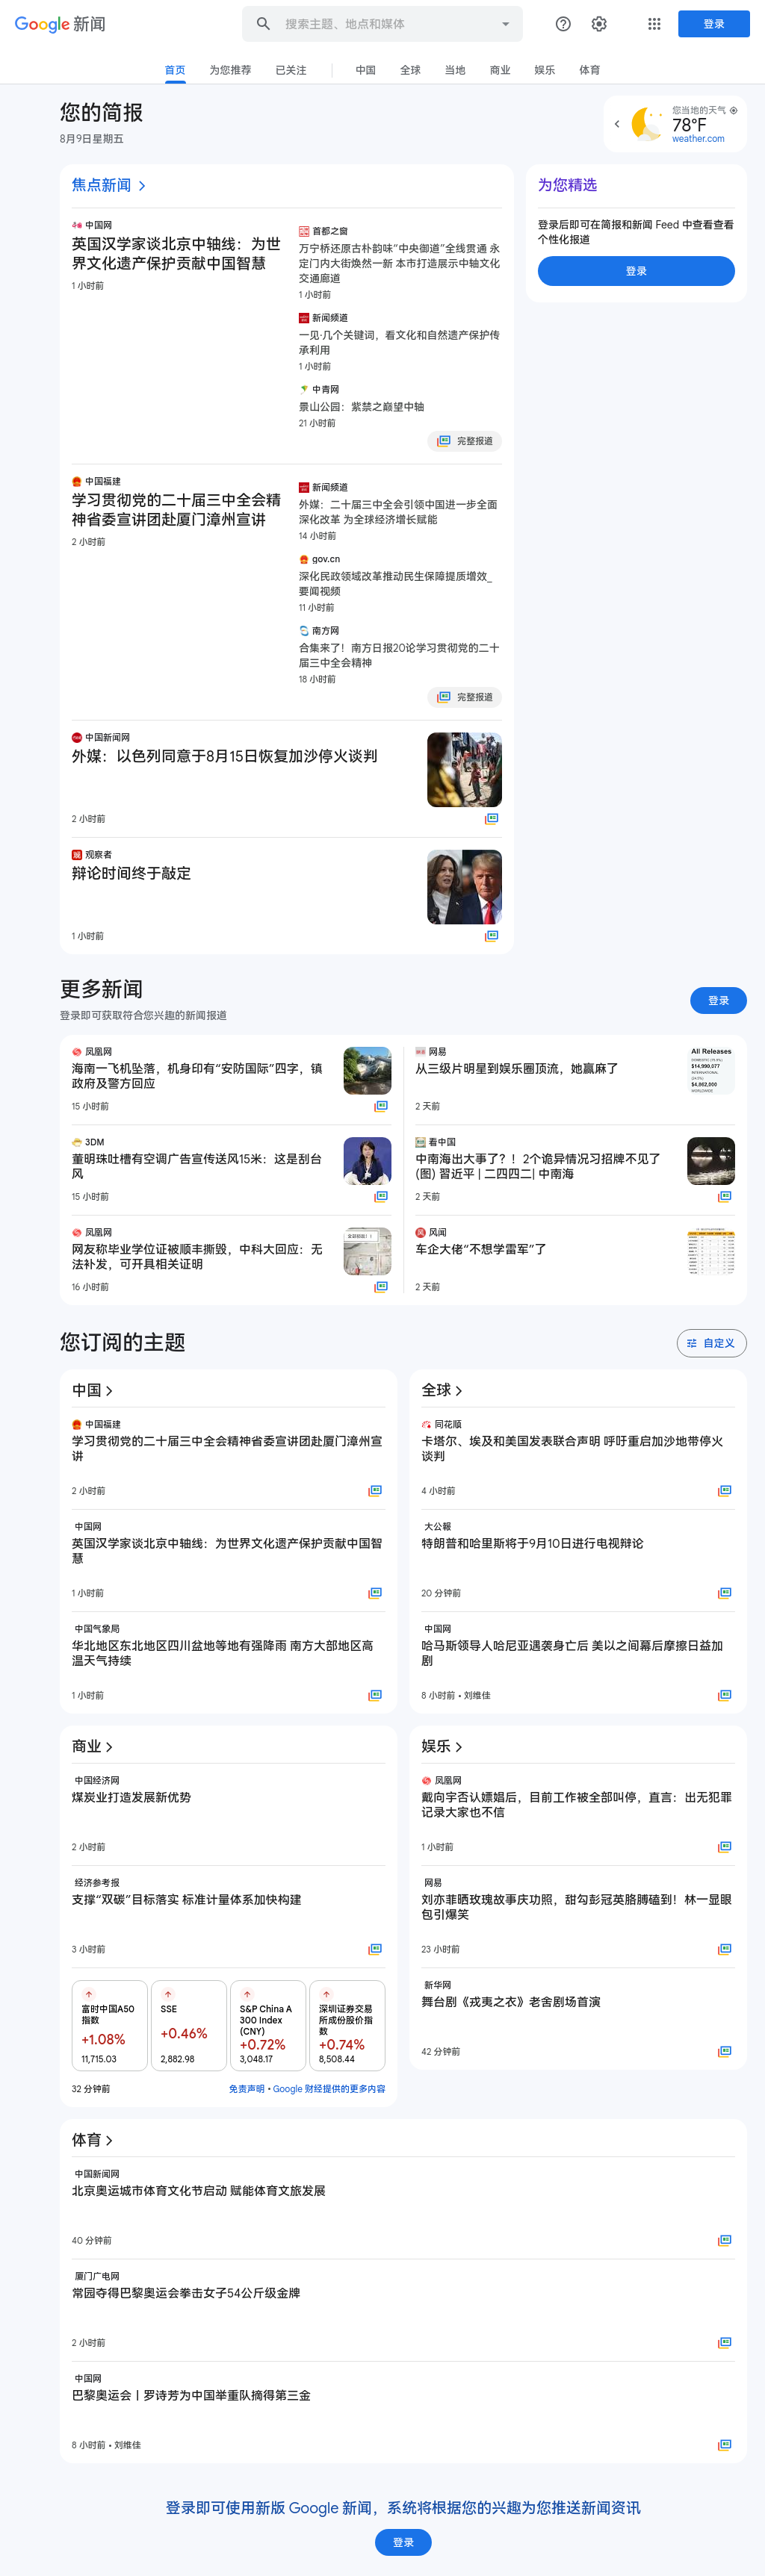 Google 新闻
搜索主题、地点和媒体
登录
首页
为您推荐
已关注
中国
全球
当地
商业
娱乐
体育
您的简报
8月9日星期五
您当地的天气
78°F
weather.com
焦点新闻
中国网
英国汉学家谈北京中轴线：为世
界文化遗产保护贡献中国智慧
1 小时前
首都之窗
万宁桥还原古朴韵味“中央御道”全线贯通 永
定门内大街焕然一新 本市打造展示中轴文化
交通廊道
1 小时前
新闻频道
一见·几个关键词，看文化和自然遗产保护传
承利用
1 小时前
中青网
景山公园：紫禁之巅望中轴
21 小时前
完整报道
中国福建
学习贯彻党的二十届三中全会精
神省委宣讲团赴厦门漳州宣讲
2 小时前
新闻频道
外媒：二十届三中全会引领中国进一步全面
深化改革 为全球经济增长赋能
14 小时前
gov.cn
深化民政领域改革推动民生保障提质增效_
要闻视频
11 小时前
南方网
合集来了！南方日报20论学习贯彻党的二十
届三中全会精神
18 小时前
完整报道
中国新闻网
外媒：以色列同意于8月15日恢复加沙停火谈判
2 小时前
观察者
辩论时间终于敲定
1 小时前
为您精选
登录后即可在简报和新闻 Feed 中查看查看
个性化报道
登录
更多新闻
登录即可获取符合您兴趣的新闻报道
登录
凤凰网
海南一飞机坠落，机身印有“安防国际”四字，镇
政府及警方回应
15 小时前
3DM
董明珠吐槽有空调广告宣传送风15米：这是刮台
风
15 小时前
凤凰网
网友称毕业学位证被顺丰撕毁，中科大回应：无
法补发，可开具相关证明
16 小时前
网易
从三级片明星到娱乐圈顶流，她赢麻了
2 天前
All Releases
$14,990,077
INTERNATIONAL
$4,862,000
WORLDWIDE
看中国
中南海出大事了？！2个诡异情况习招牌不见了
(图) 習近平 | 二四四二| 中南海
2 天前
风闻
车企大佬“不想学雷军”了
2 天前
您订阅的主题
自定义
中国
中国福建
学习贯彻党的二十届三中全会精神省委宣讲团赴厦门漳州宣
讲
2 小时前
中国网
英国汉学家谈北京中轴线：为世界文化遗产保护贡献中国智
慧
1 小时前
中国气象局
华北地区东北地区四川盆地等地有强降雨 南方大部地区高
温天气持续
1 小时前
全球
同花順
卡塔尔、埃及和美国发表联合声明 呼吁重启加沙地带停火
谈判
4 小时前
大公報
特朗普和哈里斯将于9月10日进行电视辩论
20 分钟前
中国网
哈马斯领导人哈尼亚遇袭身亡后 美以之间幕后摩擦日益加
剧
8 小时前 • 刘维佳
商业
中国经济网
煤炭业打造发展新优势
2 小时前
经济参考报
支撑“双碳”目标落实 标准计量体系加快构建
3 小时前
富时中国A50
指数
+1.08%
11,715.03
SSE
+0.46%
2,882.98
S&P China A
300 Index
(CNY)
+0.72%
3,048.17
深圳证券交易
所成份股价指
数
+0.74%
8,508.44
32 分钟前
免责声明 • Google 财经提供的更多内容
娱乐
凤凰网
戴向宇否认嫖娼后，目前工作被全部叫停，直言：出无犯罪
记录大家也不信
1 小时前
网易
刘亦菲晒玫瑰故事庆功照，甜勾彭冠英胳膊磕到！林一显眼
包引爆笑
23 小时前
新华网
舞台剧《戎夷之衣》老舍剧场首演
42 分钟前
体育
中国新闻网
北京奥运城市体育文化节启动 赋能体育文旅发展
40 分钟前
厦门广电网
常园夺得巴黎奥运会拳击女子54公斤级金牌
2 小时前
中国网
巴黎奥运会丨罗诗芳为中国举重队摘得第三金
8 小时前 • 刘维佳
登录即可使用新版 Google 新闻，系统将根据您的兴趣为您推送新闻资讯
登录